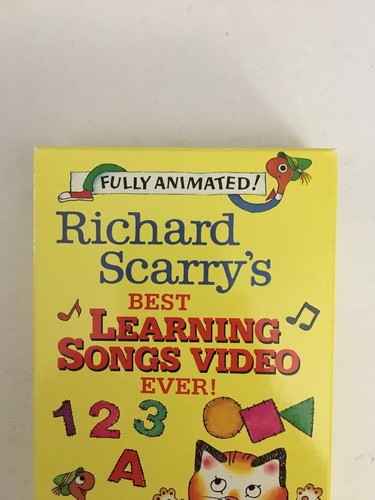 FULLY ANIMATED!
Richard
Scarry's
BEST
LEARNING
SONGS VIDEO
EVER!
1 2 3
A